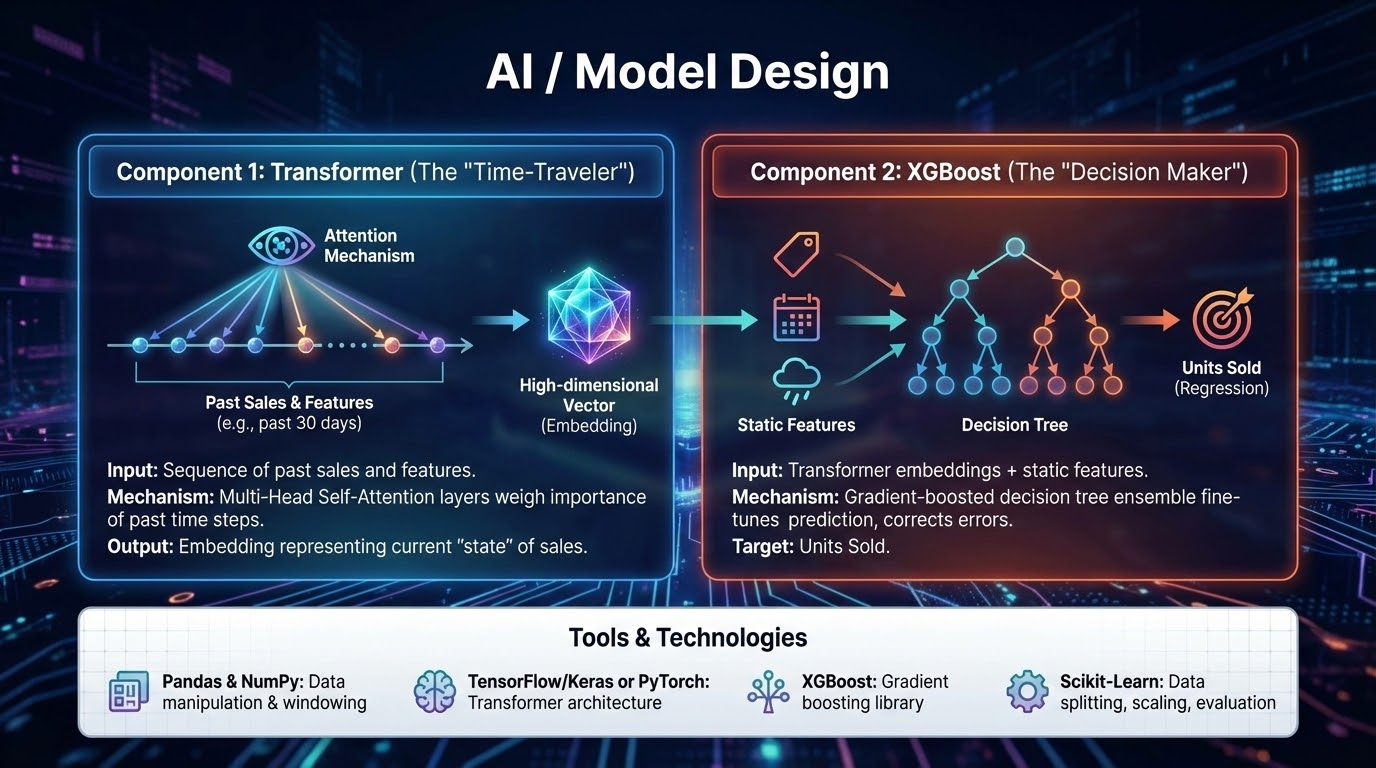 AI / Model Design
Component 1: Transformer (The "Time-Traveler")
Attention
Mechanism
Past Sales & Features
(e.g., past 30 days)
High-dimensional
Vector
(Embedding)
Input: Sequence of past sales and features.
Mechanism: Multi-Head Self-Attention layers weigh importance
of past time steps.
Output: Embedding representing current “state” of sales.
Component 2: XGBoost (The "Decision Maker")
Static Features
Decision Tree
Units Sold
(Regression)
Input: Transformer embeddings + static features.
Mechanism: Gradient-boosted decision tree ensemble fine-
tunes prediction, corrects errors.
Target: Units Sold.
Tools & Technologies
Pandas & NumPy: Data
manipulation & windowing
TensorFlow/Keras or PyTorch:
Transformer architecture
XGBoost: Gradient
boosting library
Scikit-Learn: Data
splitting, scaling, evaluation